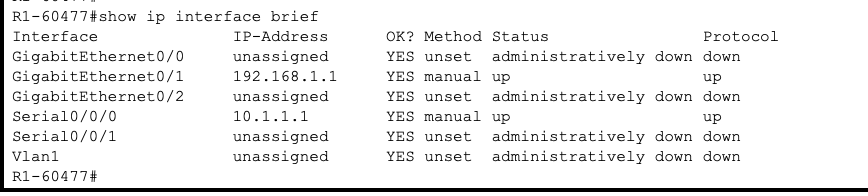 R1-60477#show ip interface brief
Interface              IP-Address      OK? Method Status                Protocol
GigabitEthernet0/0     unassigned      YES unset  administratively down down
GigabitEthernet0/1     192.168.1.1     YES manual up                    up
GigabitEthernet0/2     unassigned      YES unset  administratively down down
Serial0/0/0            10.1.1.1        YES manual up                    up
Serial0/0/1            unassigned      YES unset  administratively down down
Vlan1                  unassigned      YES unset  administratively down down
R1-60477#